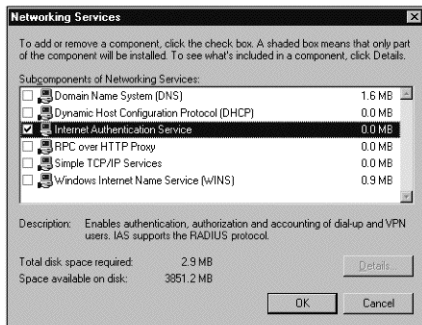 Networking Services
To add or remove a component, click the check box. A shaded box means that only part
of the component will be installed. To see what's included in a component, click Details.
Subcomponents of Networking Services:
Domain Name System (DNS) 1.6 MB
Dynamic Host Configuration Protocol (DHCP) 0.0 MB
Internet Authentication Service 0.0 MB
RPC over HTTP Proxy 0.0 MB
Simple TCP/IP Services 0.0 MB
Windows Internet Name Service (WINS) 0.9 MB
Description: Enables authentication, authorization and accounting of dial-up and VPN
users. IAS supports the RADIUS protocol.
Total disk space required: 2.9 MB
Space available on disk: 3851.2 MB
Details...
OK Cancel